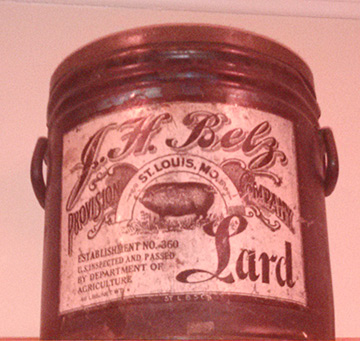 J.H. Belz
PROVISION COMPANY
ST. LOUIS, MO.
Lard
ESTABLISHMENT NO. 360
U.S. INSPECTED AND PASSED
BY DEPARTMENT OF
AGRICULTURE